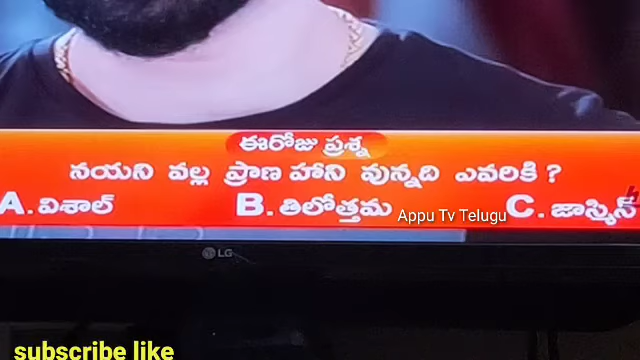 ఈరోజు ప్రశ్న
నయని వల్ల ప్రాణ హాని వున్నది ఎవరికి ?
A. విశాల్ B. తిలోత్తమ C. జాస్మిన్
Appu Tv Telugu
LG
subscribe like